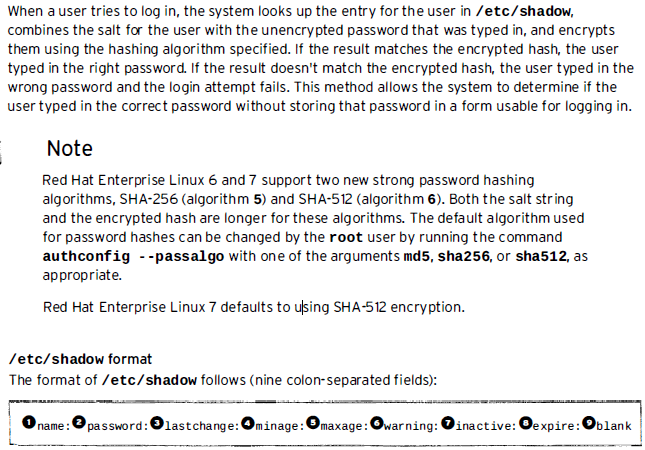 When a user tries to log in, the system looks up the entry for the user in /etc/shadow,
combines the salt for the user with the unencrypted password that was typed in, and encrypts
them using the hashing algorithm specified. If the result matches the encrypted hash, the user
typed in the right password. If the result doesn't match the encrypted hash, the user typed in the
wrong password and the login attempt fails. This method allows the system to determine if the
user typed in the correct password without storing that password in a form usable for logging in.
Note
Red Hat Enterprise Linux 6 and 7 support two new strong password hashing
algorithms, SHA-256 (algorithm 5) and SHA-512 (algorithm 6). Both the salt string
and the encrypted hash are longer for these algorithms. The default algorithm used
for password hashes can be changed by the root user by running the command
authconfig --passalgo with one of the arguments md5, sha256, or sha512, as
appropriate.
Red Hat Enterprise Linux 7 defaults to using SHA-512 encryption.
/etc/shadow format
The format of /etc/shadow follows (nine colon-separated fields):
❶name:❷password:❸lastchange:❹minage:❺maxage:❻warning:❼inactive:❽expire:❾blank